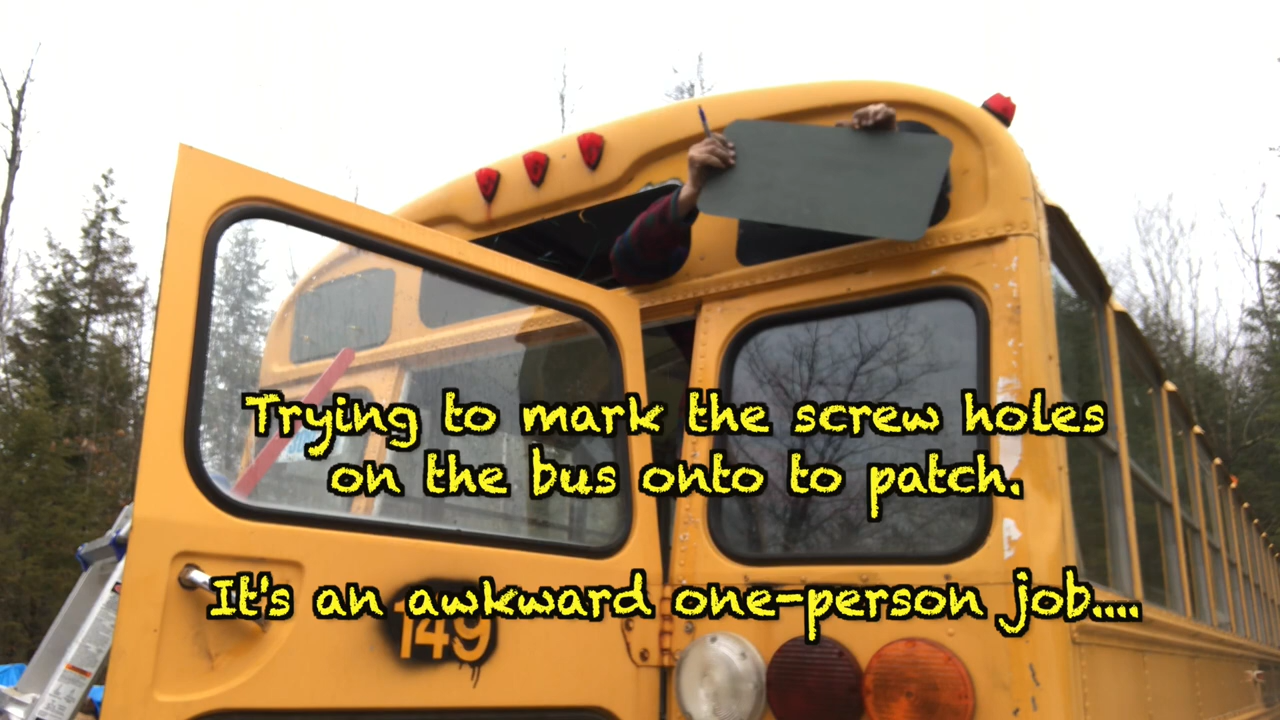 Trying to mark the screw holes
on the bus onto to patch.
It's an awkward one-person job....
149